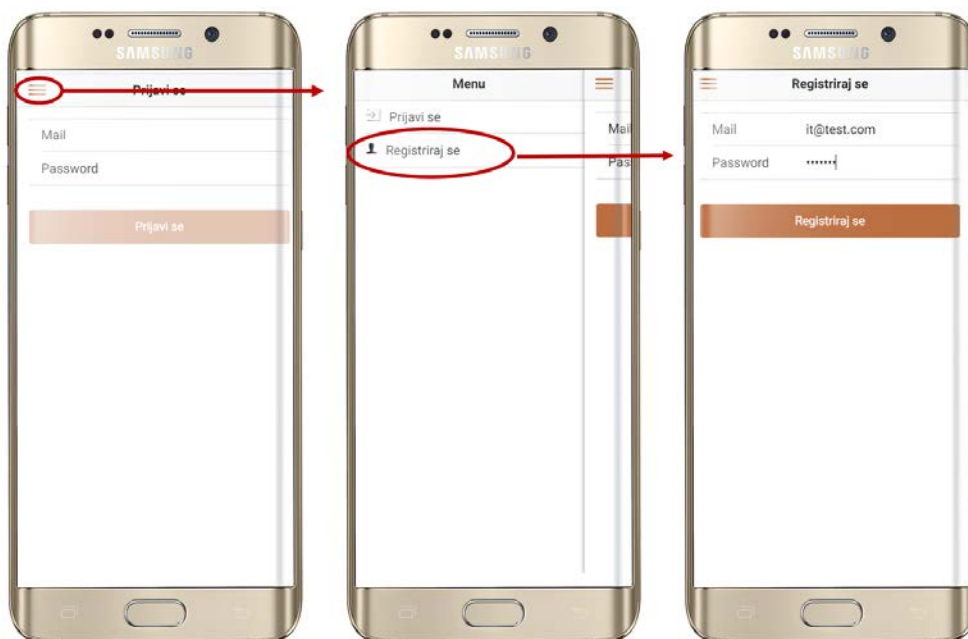 SAMSUNG
Prijavi se
Mail
Password
Prijavi se
SAMSUNG
Menu
Prijavi se
Registriraj se
Mail
Pas
SAMSUNG
Registriraj se
Mail it@test.com
Password •••••••
Registriraj se